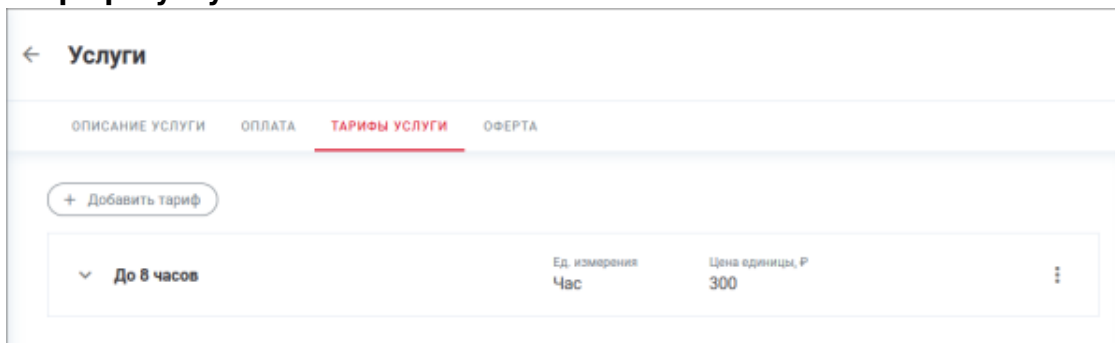 Услуги
ОПИСАНИЕ УСЛУГИ ОПЛАТА ТАРИФЫ УСЛУГИ ОФЕРТА
+ Добавить тариф
До 8 часов
Ед. измерения
Час
Цена единицы, ₽
300